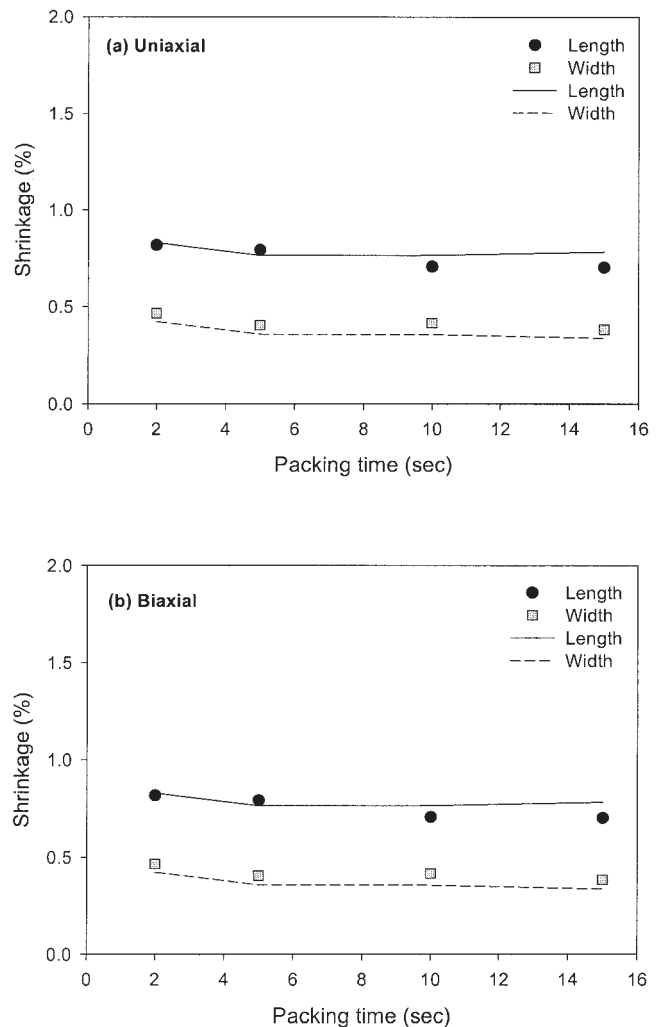 2.0
(a) Uniaxial
Length
Width
Length
Width
1.5
1.0
0.5
0.0
Shrinkage (%)
0 2 4 6 8 10 12 14 16
Packing time (sec)
2.0
(b) Biaxial
Length
Width
Length
Width
1.5
1.0
0.5
0.0
Shrinkage (%)
0 2 4 6 8 10 12 14 16
Packing time (sec)